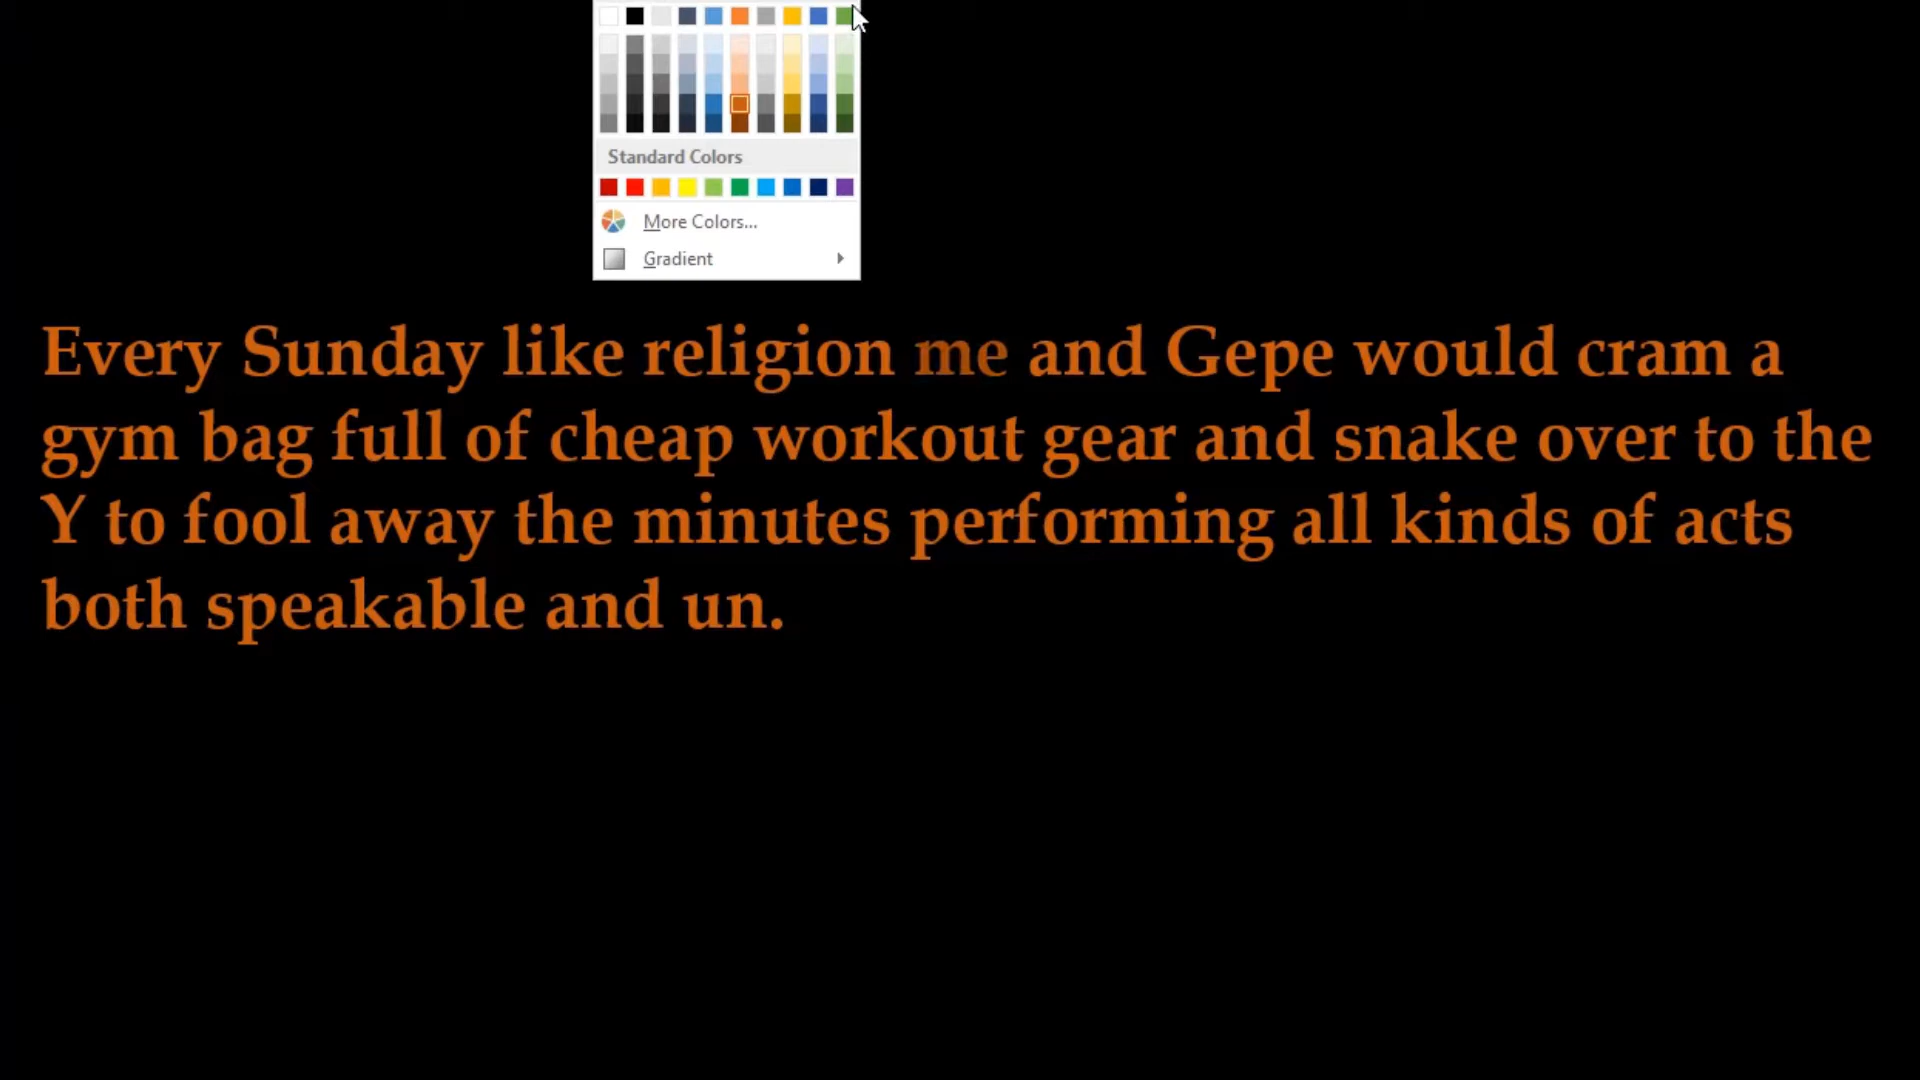 Standard Colors
More Colors...
Gradient
Every Sunday like religion me and Gepe would cram a
gym bag full of cheap workout gear and snake over to the
Y to fool away the minutes performing all kinds of acts
both speakable and un.